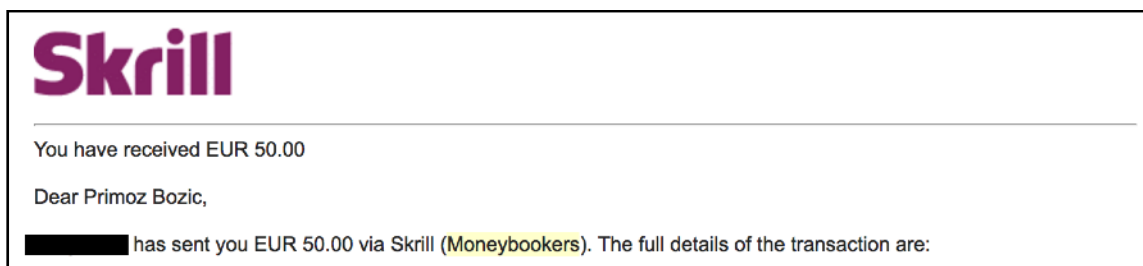 Skrill
You have received EUR 50.00
Dear Primoz Bozic,
has sent you EUR 50.00 via Skrill (Moneybookers). The full details of the transaction are: